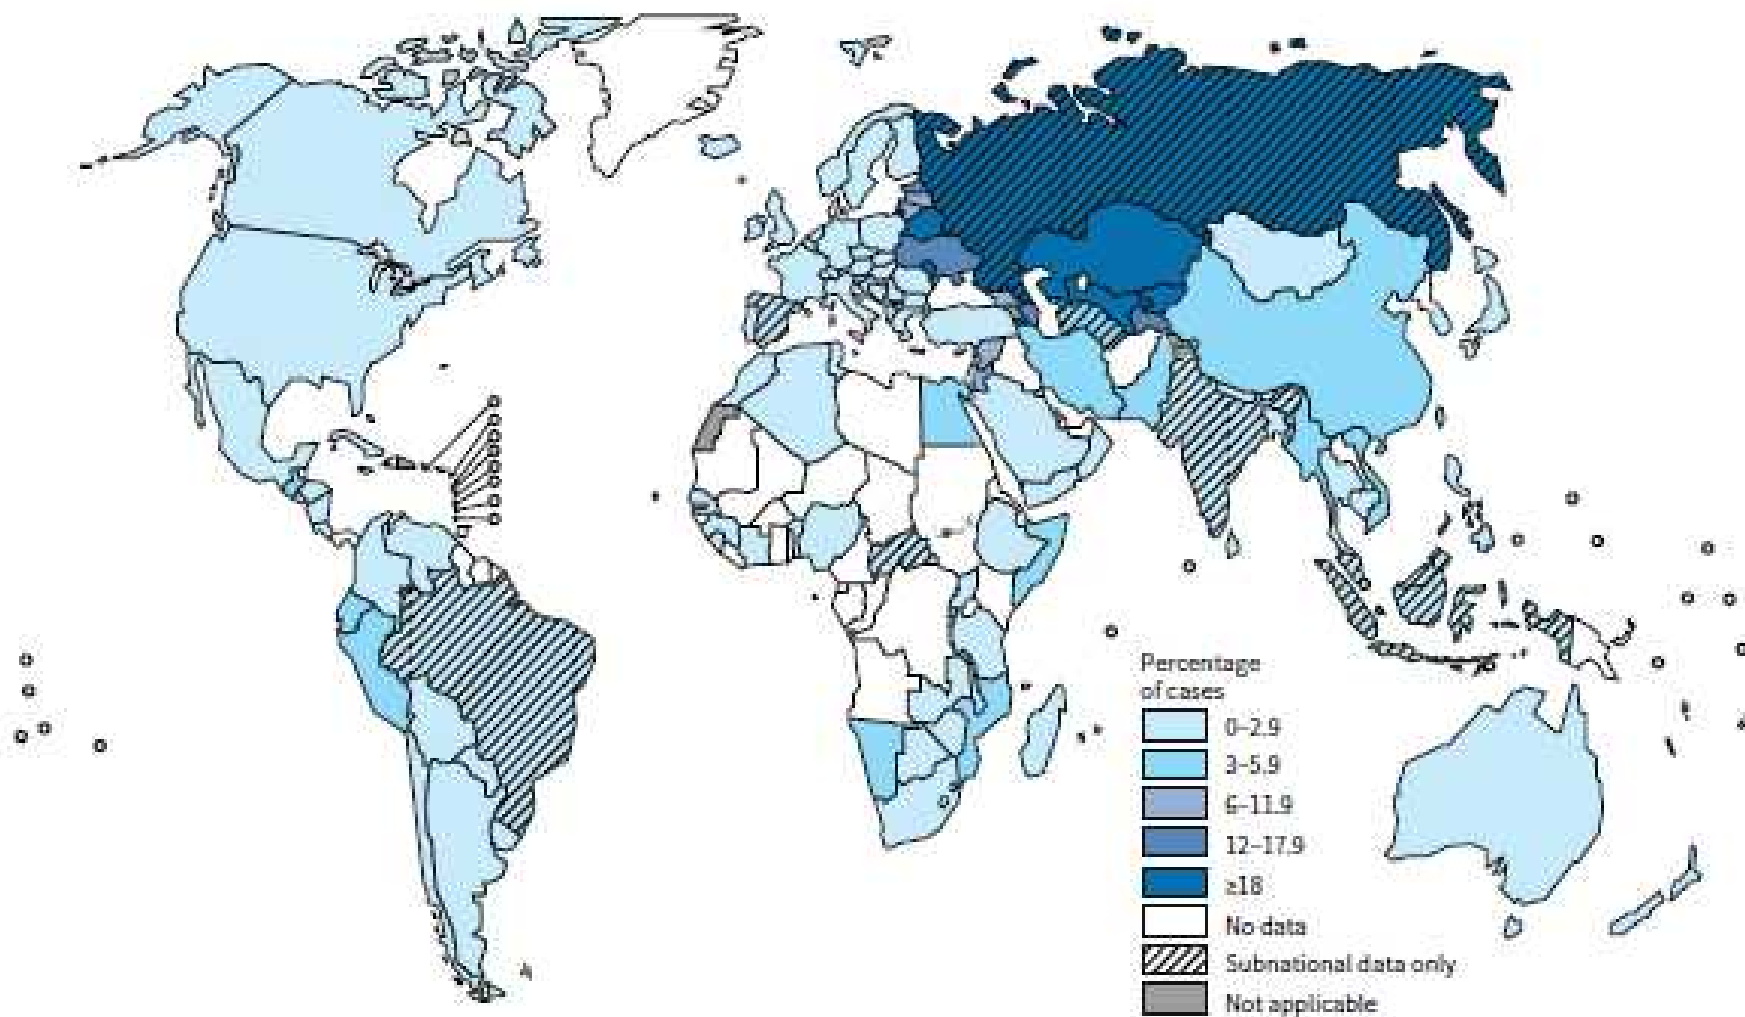 Percentage
of cases
0–2.9
3–5.9
6–11.9
12–17.9
≥18
No data
Subnational data only
Not applicable